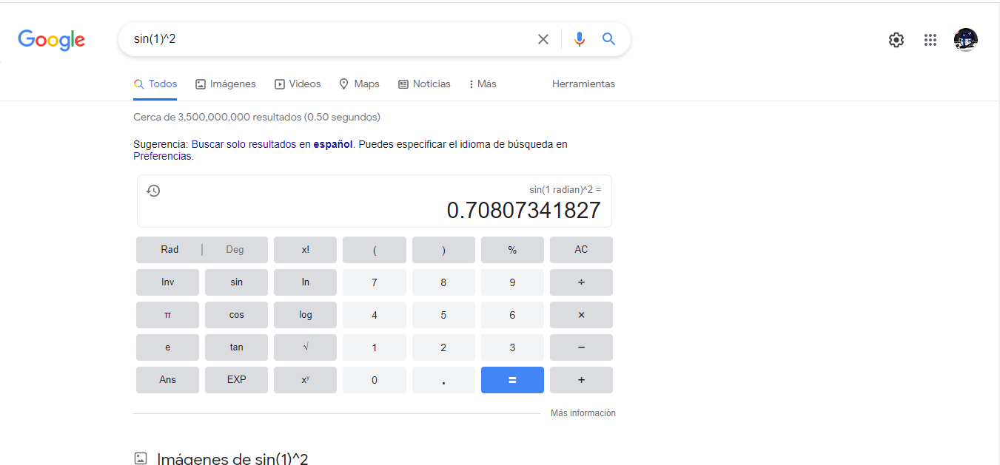 Google
sin(1)^2
Todos Imágenes Videos Maps Noticias Más Herramientas
Cerca de 3,500,000,000 resultados (0.50 segundos)
Sugerencia: Buscar solo resultados en español. Puedes especificar el idioma de búsqueda en
Preferencias.
sin(1 radian)^2 =
0.70807341827
Rad | Deg x! ( ) % AC
Inv sin ln 7 8 9 ÷
π cos log 4 5 6 ×
e tan √ 1 2 3 −
Ans EXP xʸ 0 . = +
Más información
Imágenes de sin(1)^2